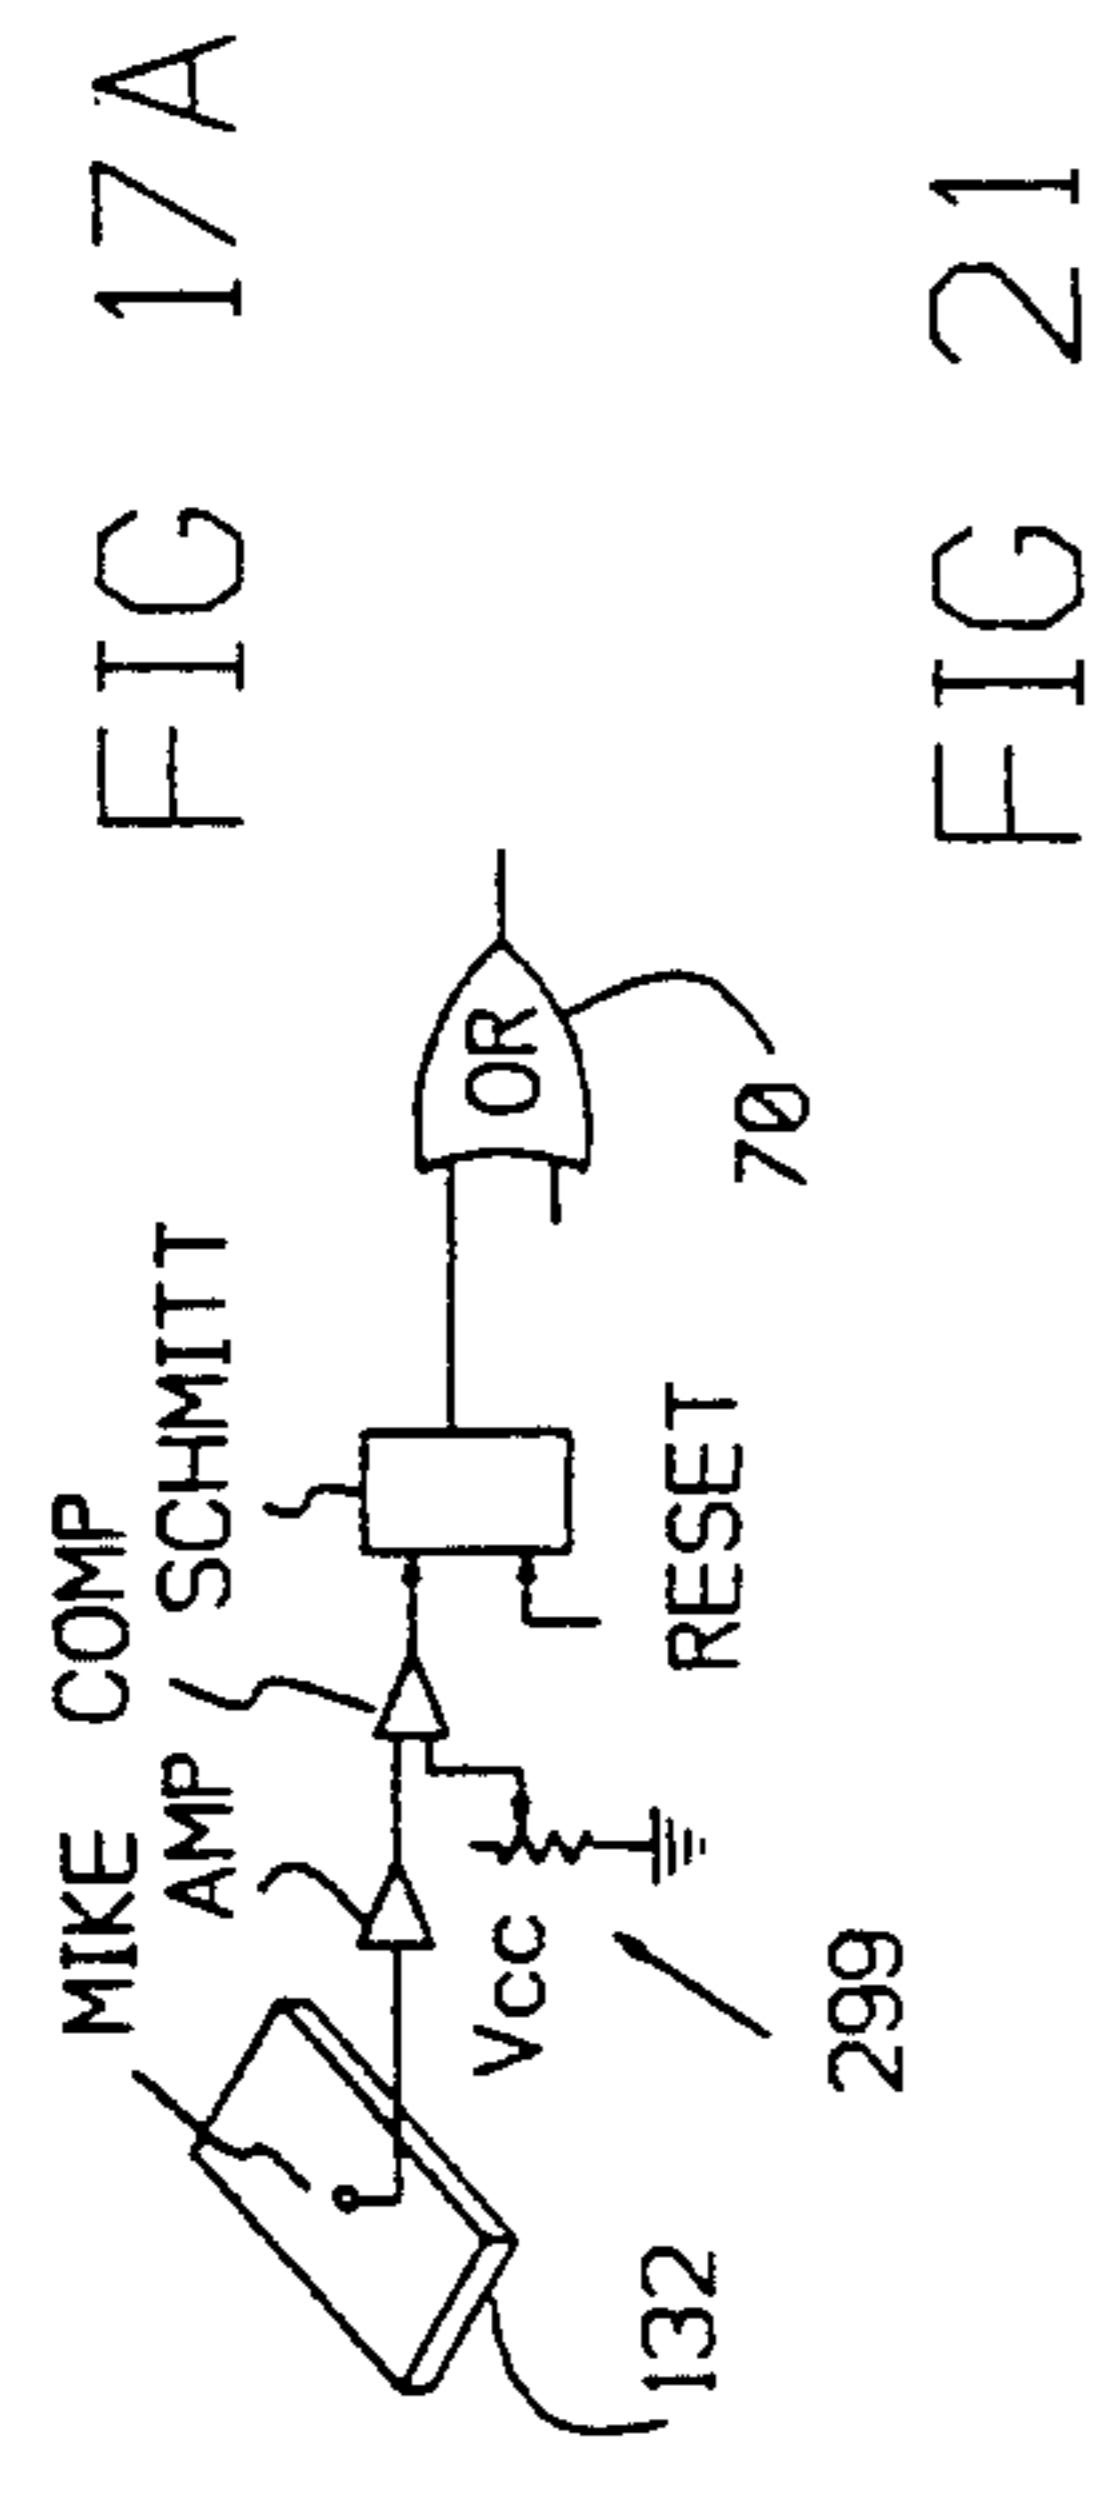 FIG 17A
MIKE COMP
AMP SCHMITT
OR
Vcc
RESET
132
70
299
FIG 21